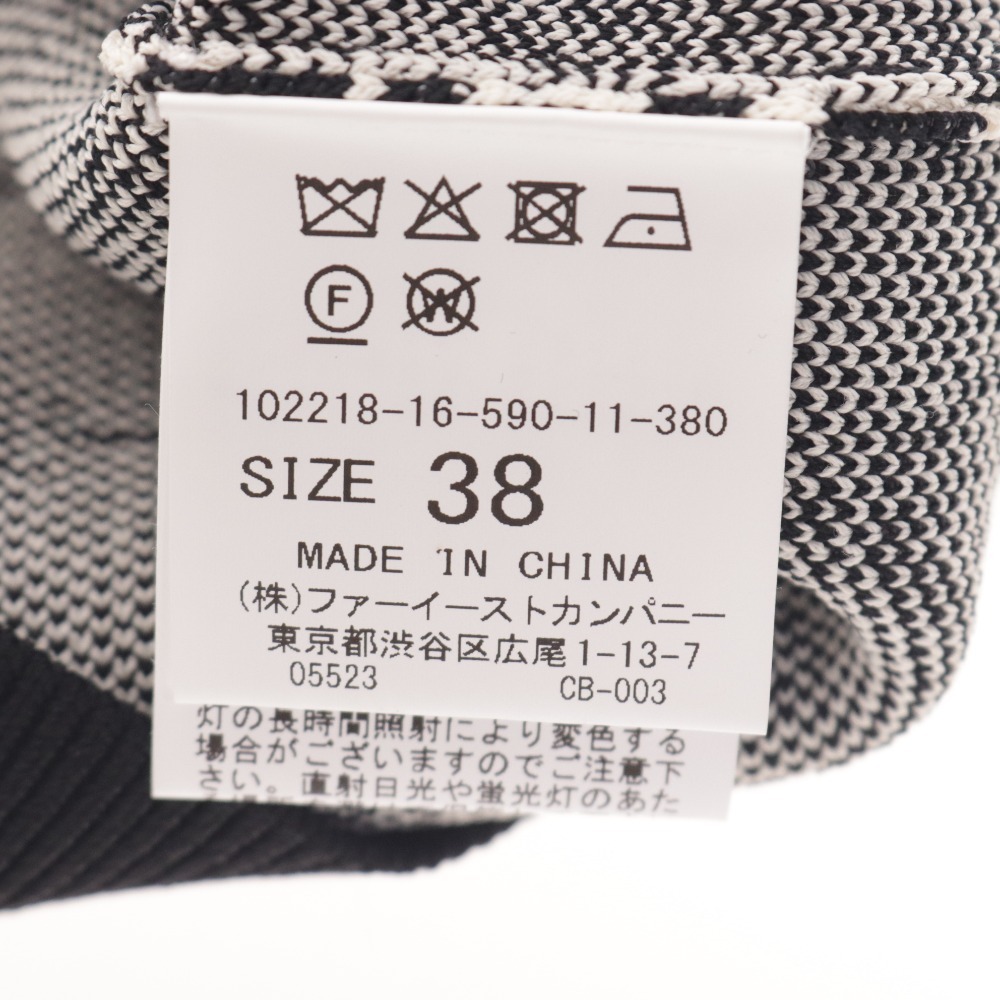 F
W
102218-16-590-11-380
SIZE 38
MADE IN CHINA
(株)ファーイーストカンパニー
東京都渋谷区広尾1-13-7
05523 CB-003
灯の長時間照射により変色する
場合がございますのでご注意下
さい。直射日光や蛍光灯のあた